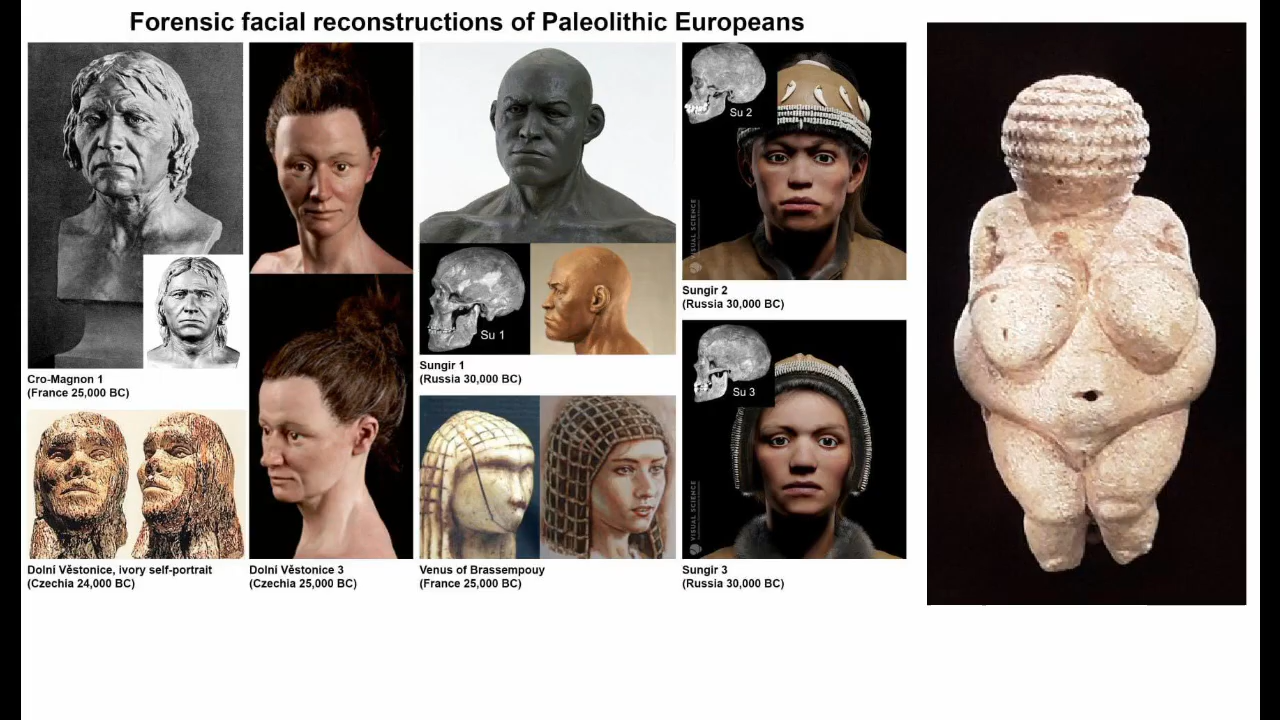 Forensic facial reconstructions of Paleolithic Europeans
Cro-Magnon 1
(France 25,000 BC)
Dolní Věstonice, ivory self-portrait
(Czechia 24,000 BC)
Dolní Věstonice 3
(Czechia 25,000 BC)
Su 1
Sungir 1
(Russia 30,000 BC)
Venus of Brassempouy
(France 25,000 BC)
Su 2
VISUAL SCIENCE
Sungir 2
(Russia 30,000 BC)
Su 3
VISUAL SCIENCE
Sungir 3
(Russia 30,000 BC)